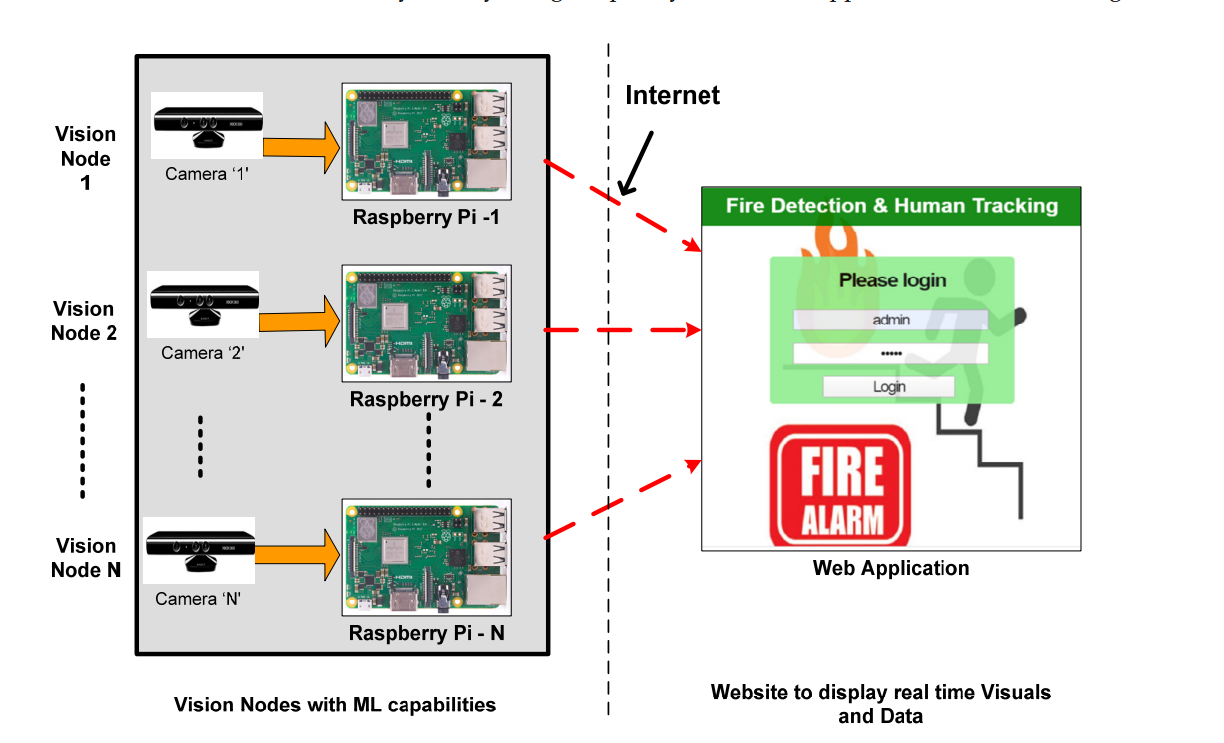 Internet
Vision
Node
1
Camera ‘1’
Raspberry Pi -1
Vision
Node 2
Camera ‘2’
Raspberry Pi - 2
Vision
Node N
Camera ‘N’
Raspberry Pi - N
Vision Nodes with ML capabilities
Fire Detection & Human Tracking
Please login
admin
•••••
Login
FIRE
ALARM
Web Application
Website to display real time Visuals
and Data